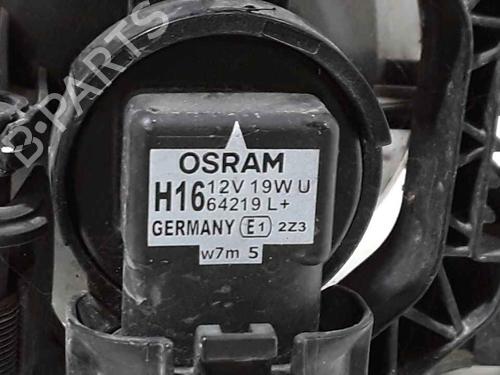 B-PARTS
OSRAM
H16 12V 19W U
64219 L+
GERMANY E1 2Z3
w7m 5